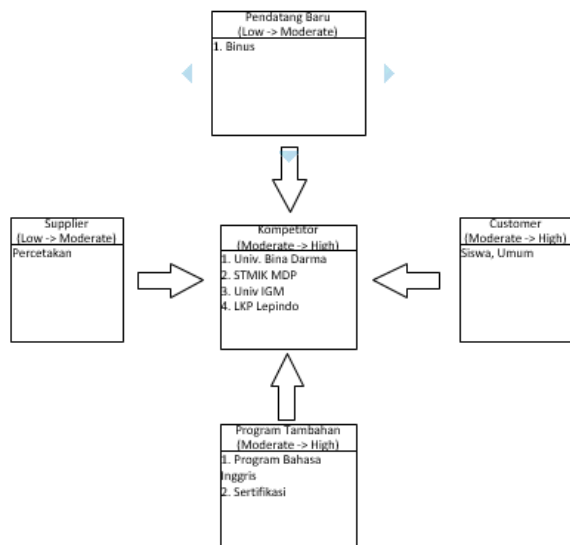 Pendatang Baru
(Low -> Moderate)
1. Binus
Supplier
(Low -> Moderate)
Percetakan
Kompetitor
(Moderate -> High)
1. Univ. Bina Darma
2. STMIK MDP
3. Univ IGM
4. LKP Lepindo
Customer
(Moderate -> High)
Siswa, Umum
Program Tambahan
(Moderate -> High)
1. Program Bahasa
Inggris
2. Sertifikasi